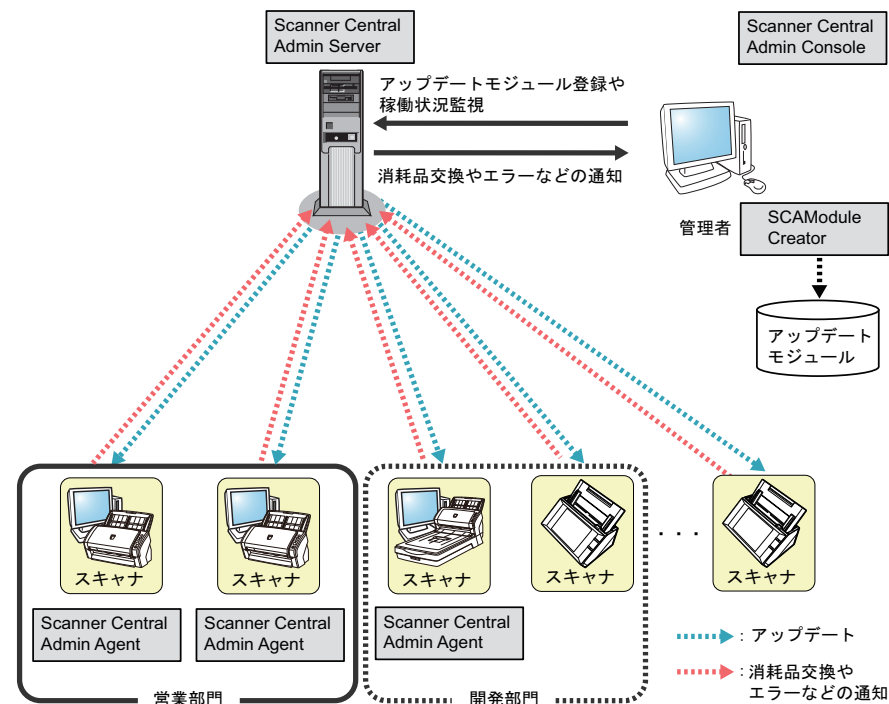 Scanner Central
Admin Server
Scanner Central
Admin Console
アップデートモジュール登録や
稼働状況監視
消耗品交換やエラーなどの通知
管理者
SCAModule
Creator
アップデート
モジュール
スキャナ
スキャナ
スキャナ
スキャナ
・・・
スキャナ
Scanner Central
Admin Agent
Scanner Central
Admin Agent
Scanner Central
Admin Agent
：アップデート
：消耗品交換や
エラーなどの通知
営業部門
開発部門